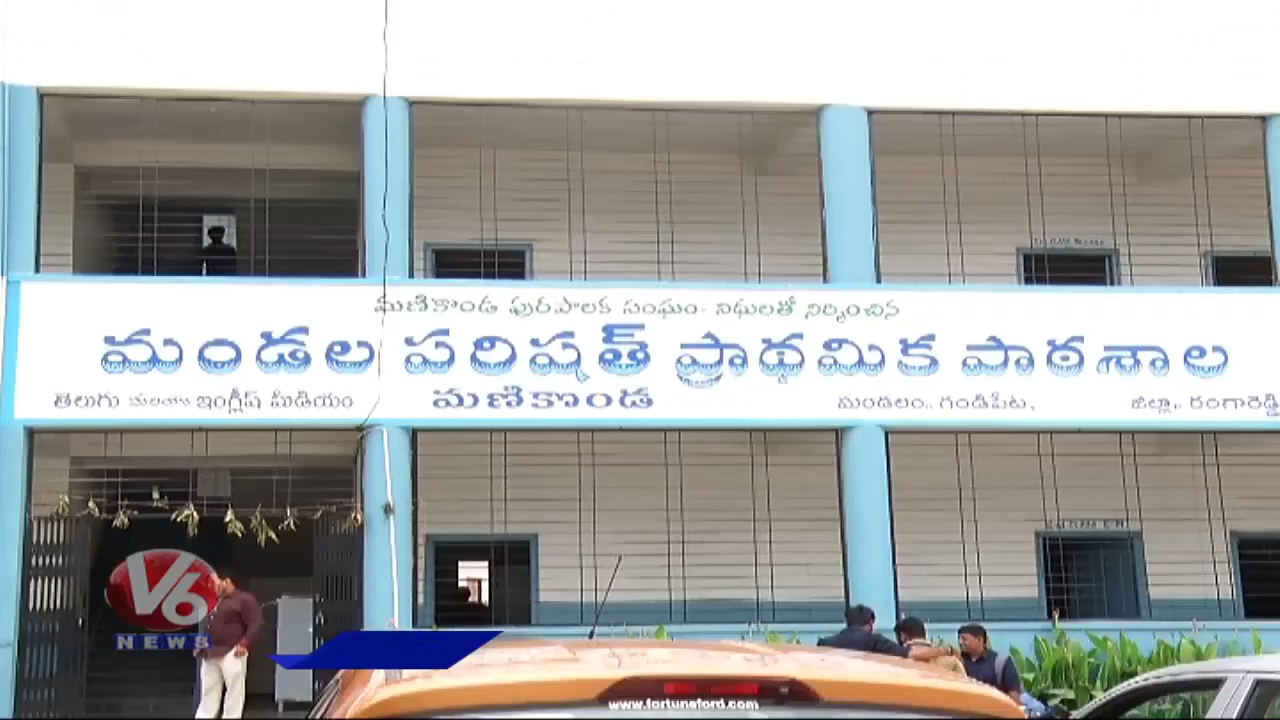 మణికొండ పురపాలక సంఘం- నిధులతో నిర్మించిన
మండల పరిషత్ ప్రాథమిక పాఠశాల
తెలుగు మరియు ఇంగ్లీష్ మీడియం
మణికొండ
మండలం,, గండిపేట,
జిల్లా,, రంగారెడ్డి
V6
NEWS
www.fortuneford.com